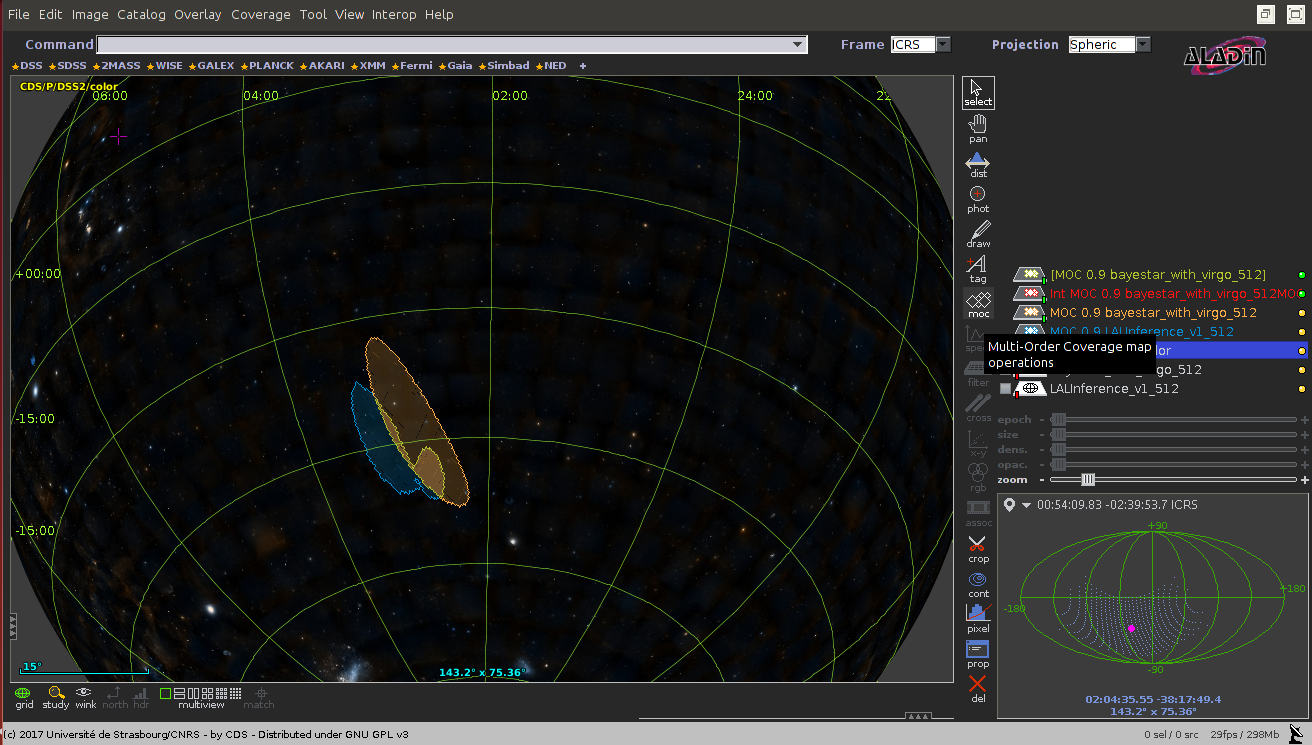 File Edit Image Catalog Overlay Coverage Tool View Interop Help
Command
Frame ICRS
Projection Spheric
ALADIN
DSS SDSS 2MASS WISE GALEX PLANCK AKARI XMM Fermi Gaia Simbad NED +
CDS/P/DSS2/color
06:00 04:00 02:00 24:00 22
+00:00
-15:00
-15:00
15°
143.2° x 75.36°
select
pan
dist
phot
draw
tag
moc
spec
filter
cross
x-y
rgb
assoc
crop
cont
pixel
prop
del
[MOC 0.9 bayestar_with_virgo_512]
Int MOC 0.9 bayestar_with_virgo_512MOC
MOC 0.9 bayestar_with_virgo_512
MOC 0.9 LALInference_v1_512
Multi-Order Coverage map
operations
lor
rgo_512
LALInference_v1_512
epoch - +
size - +
dens. - +
opac. - +
zoom - +
00:54:09.83 -02:39:53.7 ICRS
+90
-180
+180
-90
02:04:35.55 -38:17:49.4
143.2° x 75.36°
grid study wink north hdr multiview match
(c) 2017 Université de Strasbourg/CNRS - by CDS - Distributed under GNU GPL v3
0 sel / 0 src 29fps / 298Mb